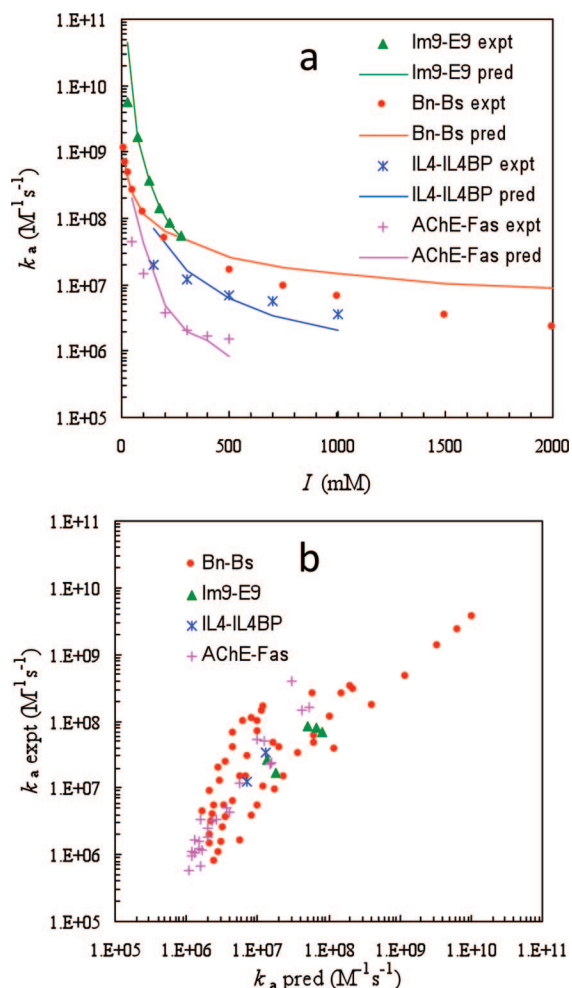 a
1.E+11
1.E+10
1.E+09
1.E+08
1.E+07
1.E+06
1.E+05
kₐ (M⁻¹s⁻¹)
Im9-E9 expt
Im9-E9 pred
Bn-Bs expt
Bn-Bs pred
IL4-IL4BP expt
IL4-IL4BP pred
AChE-Fas expt
AChE-Fas pred
0 500 1000 1500 2000
I (mM)
b
1.E+11
1.E+10
1.E+09
1.E+08
1.E+07
1.E+06
1.E+05
kₐ expt (M⁻¹s⁻¹)
Bn-Bs
Im9-E9
IL4-IL4BP
AChE-Fas
1.E+05 1.E+06 1.E+07 1.E+08 1.E+09 1.E+10 1.E+11
kₐ pred (M⁻¹s⁻¹)